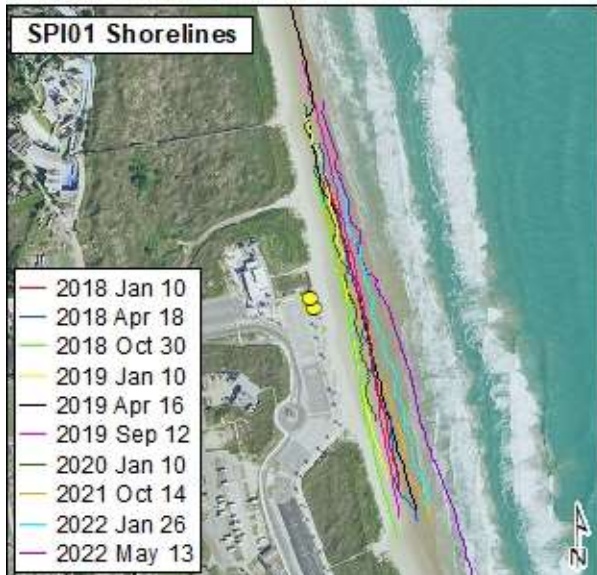 SPI01 Shorelines
2018 Jan 10
2018 Apr 18
2018 Oct 30
2019 Jan 10
2019 Apr 16
2019 Sep 12
2020 Jan 10
2021 Oct 14
2022 Jan 26
2022 May 13
N